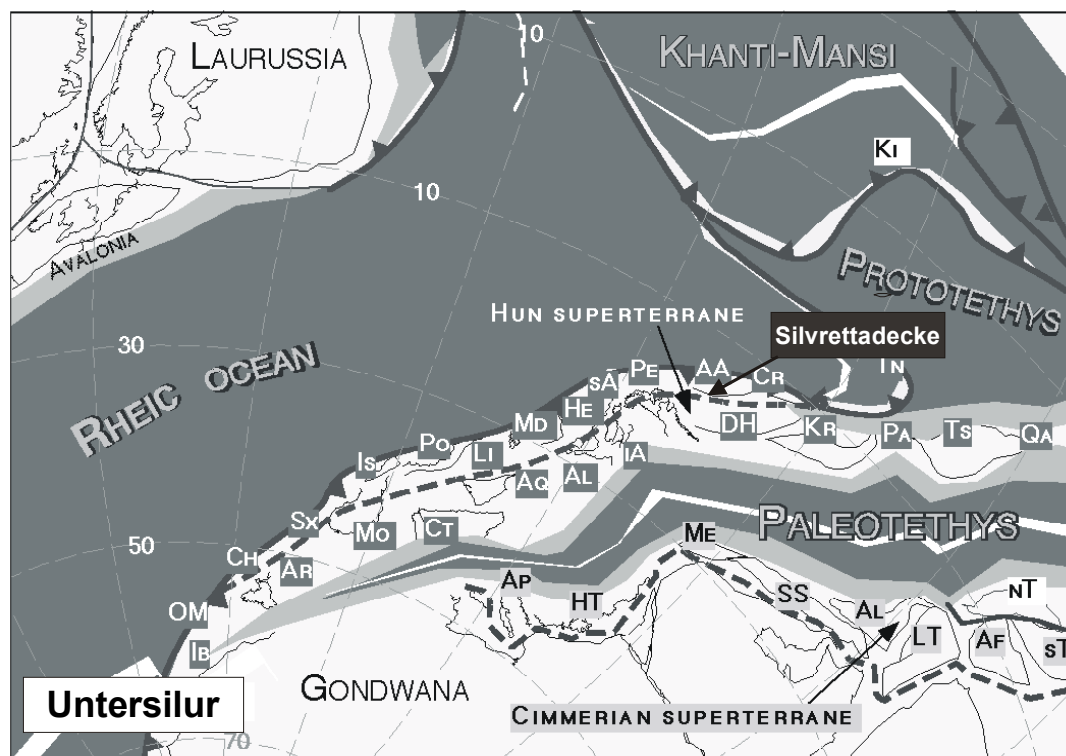 LAURUSSIA
10
KHANTI-MANSI
KI
10
AVALONIA
PROTOTETHYS
HUN SUPERTERRANE
Silvrettadecke
30
RHEIC OCEAN
SA
PE
AA
CR
IN
HE
MD
DH
KR
PA
TS
QA
PO
LI
IA
IS
AQ
AL
SX
MO
CT
PALEOTETHYS
50
CH
AR
ME
AP
HT
SS
AL
NT
OM
LT
AF
ST
IB
GONDWANA
Untersilur
CIMMERIAN SUPERTERRANE
70